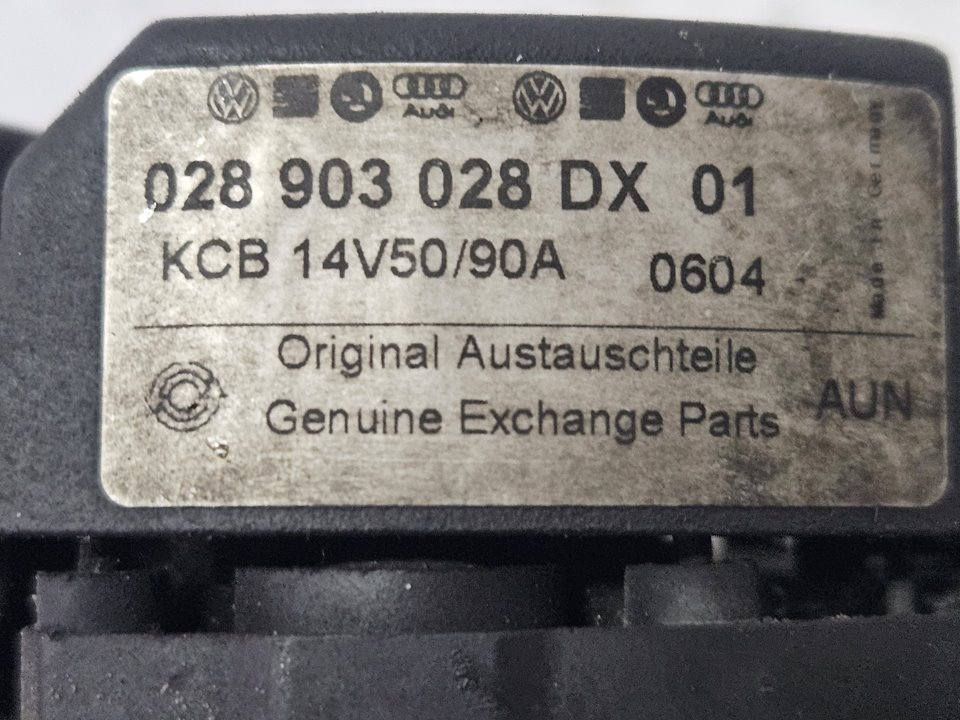 Audi Audi
028 903 028 DX 01
KCB 14V50/90A 0604
Original Austauschteile
Genuine Exchange Parts
AUN
Made in Germany